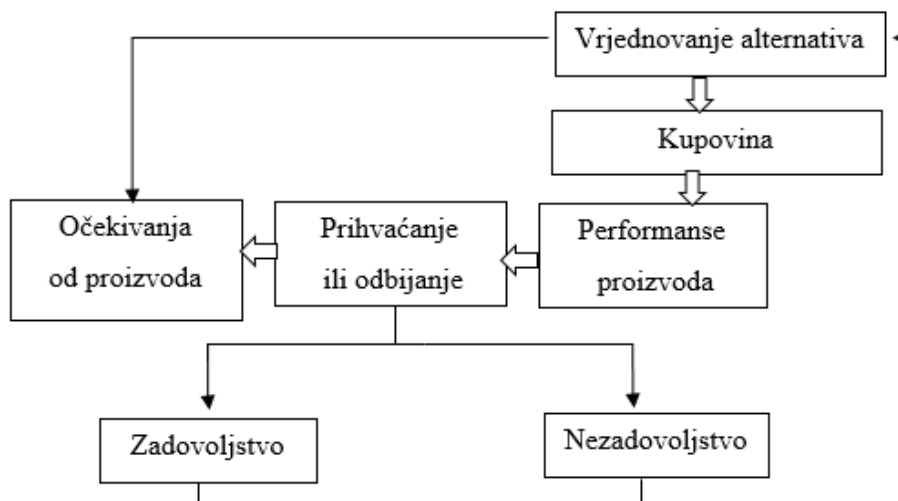 Vrjednovanje alternativa
Kupovina
Očekivanja
od proizvoda
Prihvaćanje
ili odbijanje
Performanse
proizvoda
Zadovoljstvo
Nezadovoljstvo